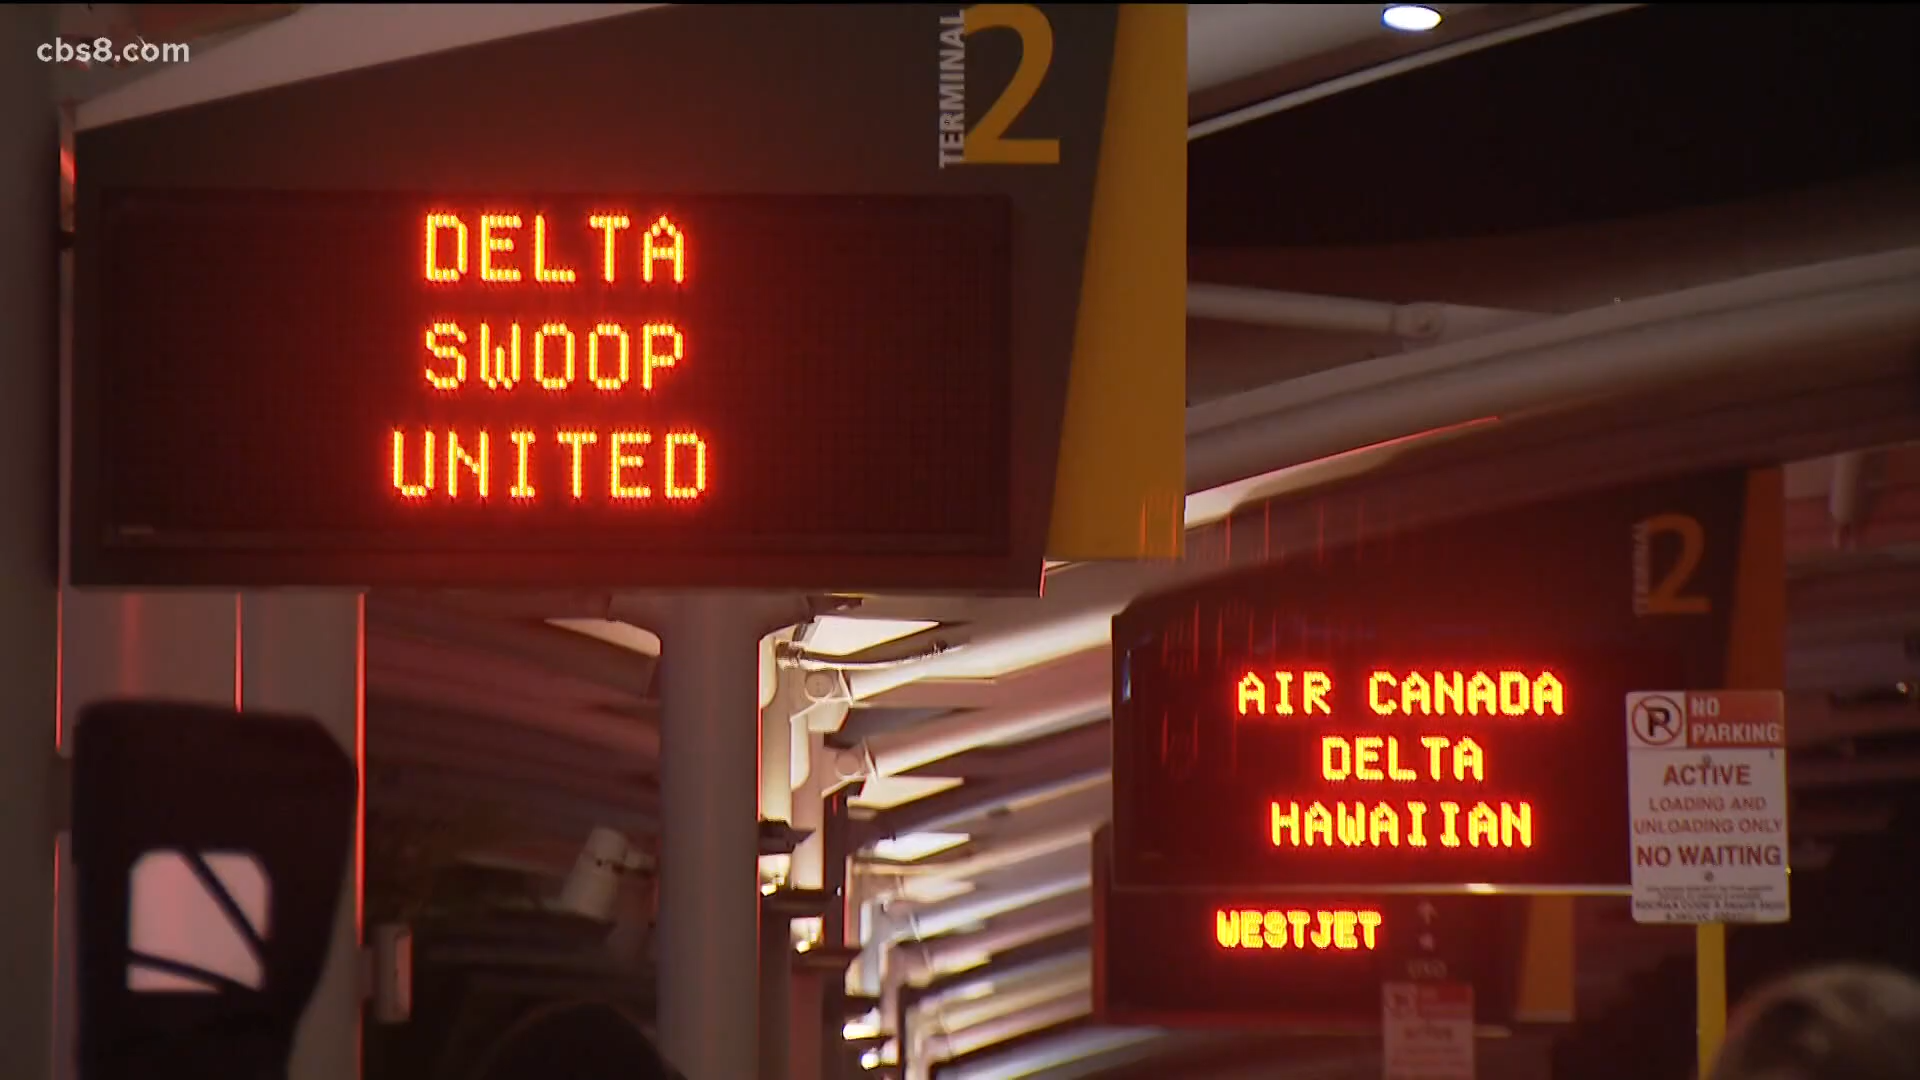 cbs8.com
TERMINAL 2
DELTA
SWOOP
UNITED
TERMINAL 2
AIR CANADA
DELTA
HAWAIIAN
WESTJET
NO
PARKING
ACTIVE
LOADING AND
UNLOADING ONLY
NO WAITING